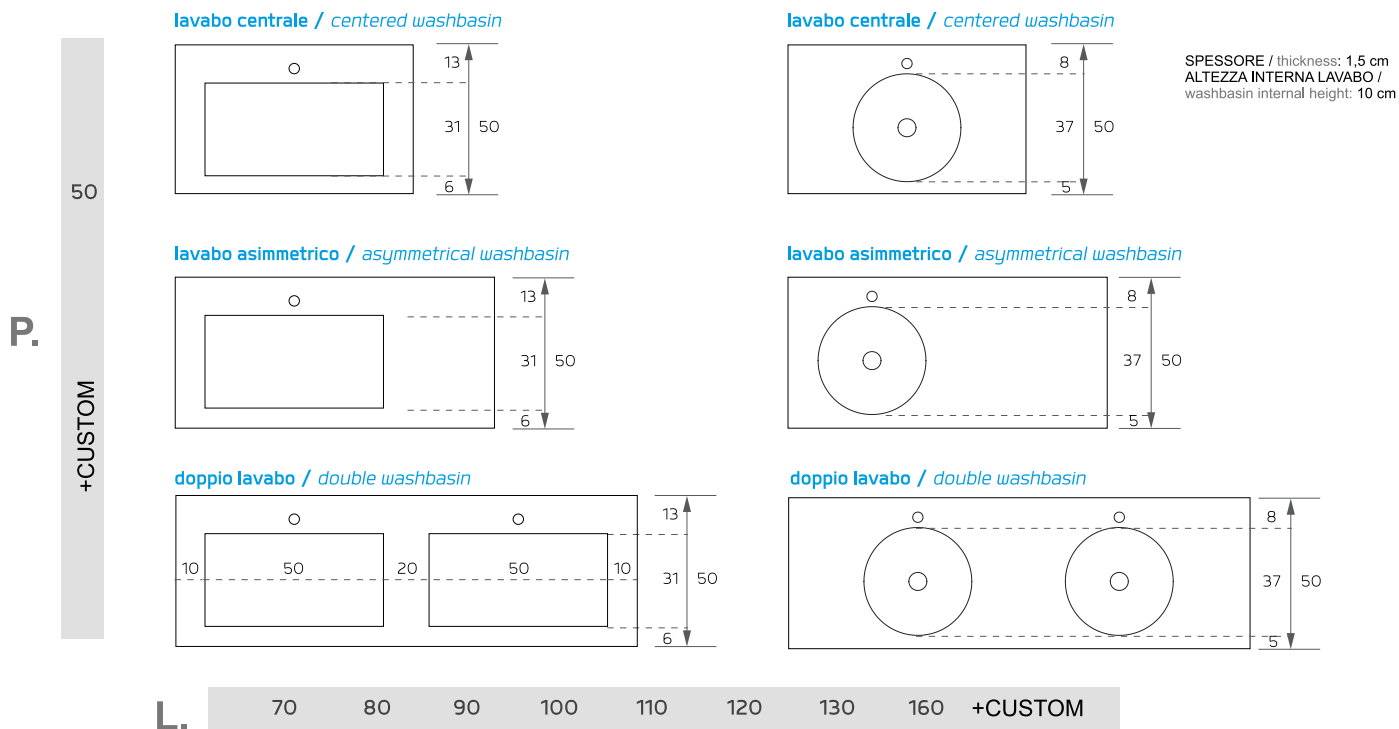 lavabo centrale / centered washbasin
13
31 50
6
lavabo centrale / centered washbasin
8
37 50
5
SPESSORE / thickness: 1,5 cm
ALTEZZA INTERNA LAVABO /
washbasin internal height: 10 cm
50
+CUSTOM
P.
lavabo asimmetrico / asymmetrical washbasin
13
31 50
6
lavabo asimmetrico / asymmetrical washbasin
8
37 50
5
doppio lavabo / double washbasin
13
10 50 20 50 10
31 50
6
doppio lavabo / double washbasin
8
37 50
5
L. 70 80 90 100 110 120 130 160 +CUSTOM